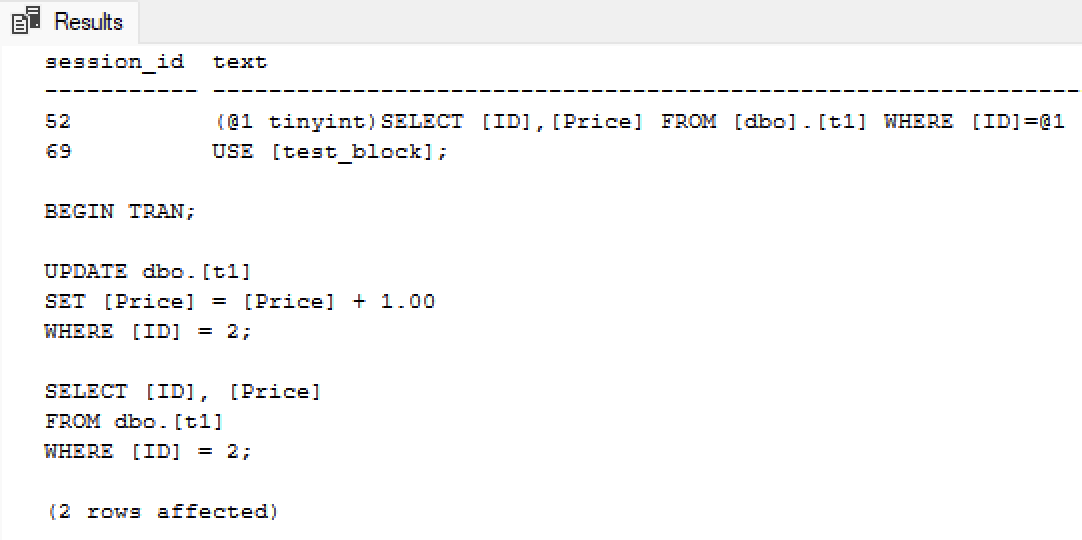 Results
session_id  text
----------- ---------------------------------------------------------------
52          (@1 tinyint)SELECT [ID],[Price] FROM [dbo].[t1] WHERE [ID]=@1
69          USE [test_block];
BEGIN TRAN;
UPDATE dbo.[t1]
SET [Price] = [Price] + 1.00
WHERE [ID] = 2;
SELECT [ID], [Price]
FROM dbo.[t1]
WHERE [ID] = 2;
(2 rows affected)